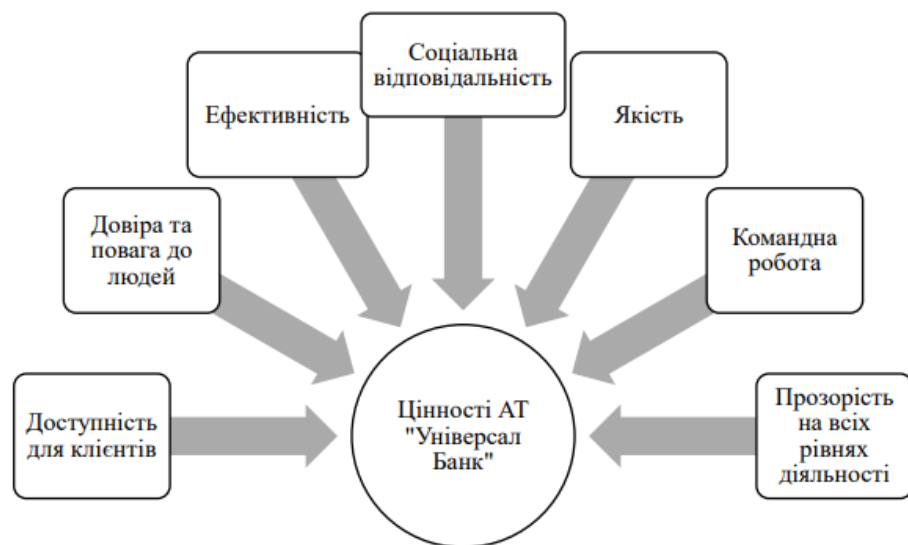 Соціальна
відповідальність
Ефективність
Якість
Довіра та
повага до
людей
Командна
робота
Доступність
для клієнтів
Цінності АТ
"Універсал
Банк"
Прозорість
на всіх
рівнях
діяльності